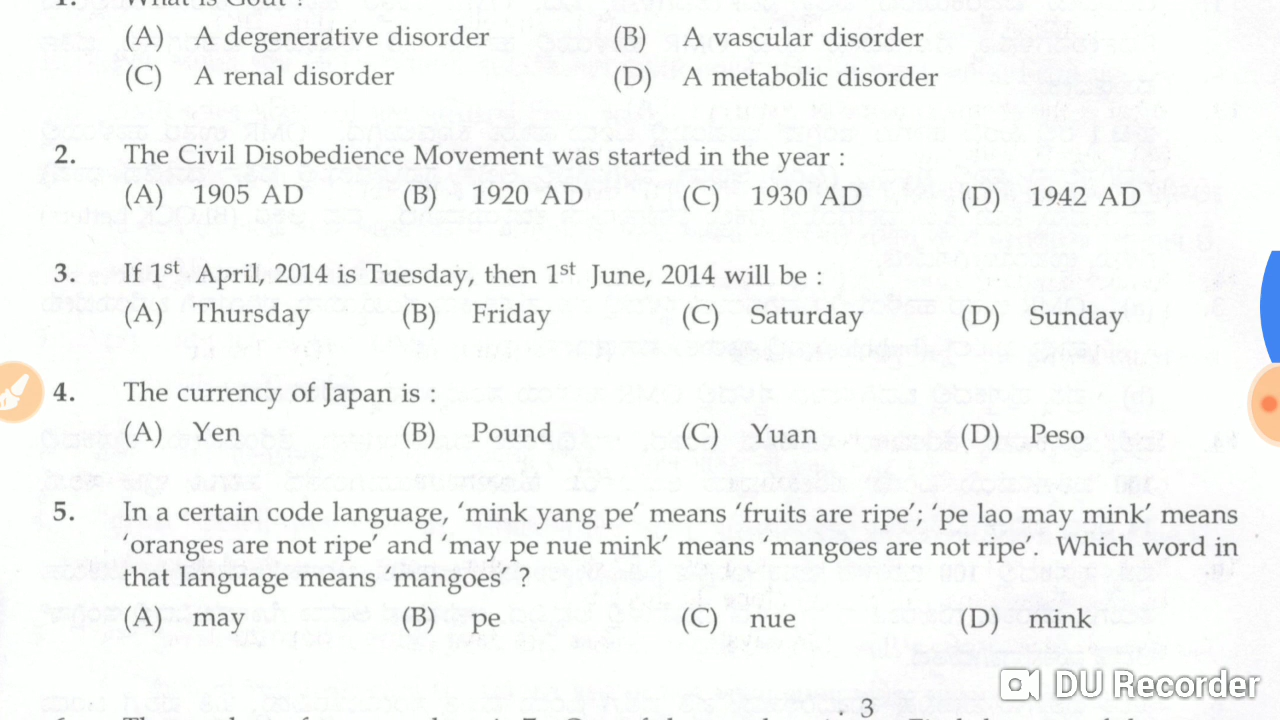 1. What is Gout ?
(A) A degenerative disorder (B) A vascular disorder
(C) A renal disorder (D) A metabolic disorder
2. The Civil Disobedience Movement was started in the year :
(A) 1905 AD (B) 1920 AD (C) 1930 AD (D) 1942 AD
3. If 1st April, 2014 is Tuesday, then 1st June, 2014 will be :
(A) Thursday (B) Friday (C) Saturday (D) Sunday
4. The currency of Japan is :
(A) Yen (B) Pound (C) Yuan (D) Peso
5. In a certain code language, ‘mink yang pe’ means ‘fruits are ripe’; ‘pe lao may mink’ means
‘oranges are not ripe’ and ‘may pe nue mink’ means ‘mangoes are not ripe’. Which word in
that language means ‘mangoes’ ?
(A) may (B) pe (C) nue (D) mink
DU Recorder
3